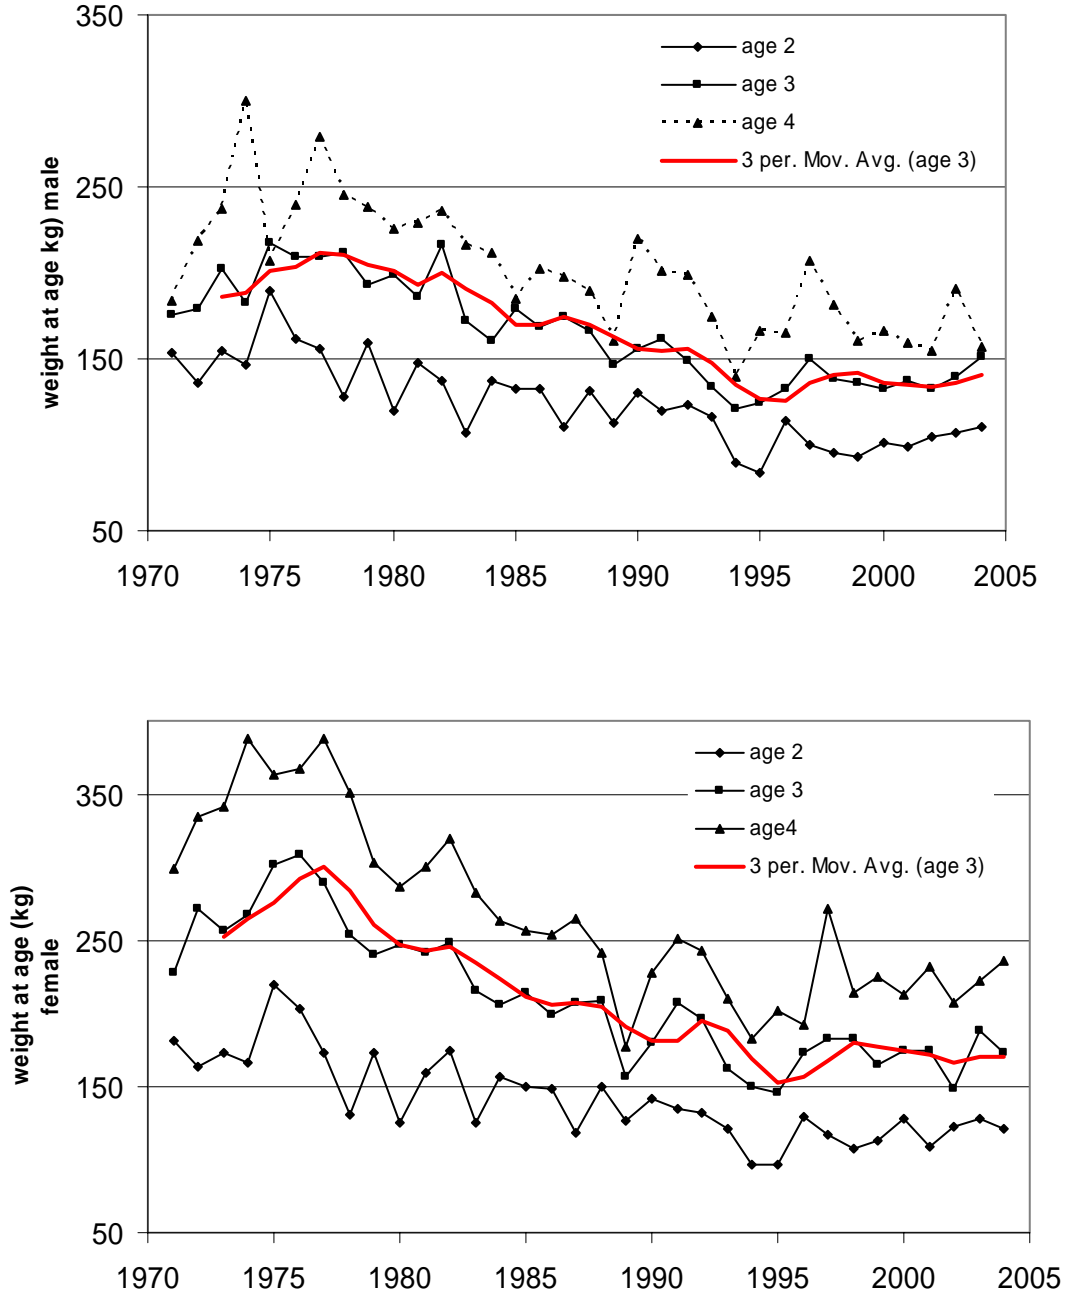 350
age 2
age 3
age 4
3 per. Mov. Avg. (age 3)
250
150
50
weight at age kg) male
1970 1975 1980 1985 1990 1995 2000 2005
age 2
age 3
age4
3 per. Mov. Avg. (age 3)
350
250
150
50
weight at age (kg)
female
1970 1975 1980 1985 1990 1995 2000 2005